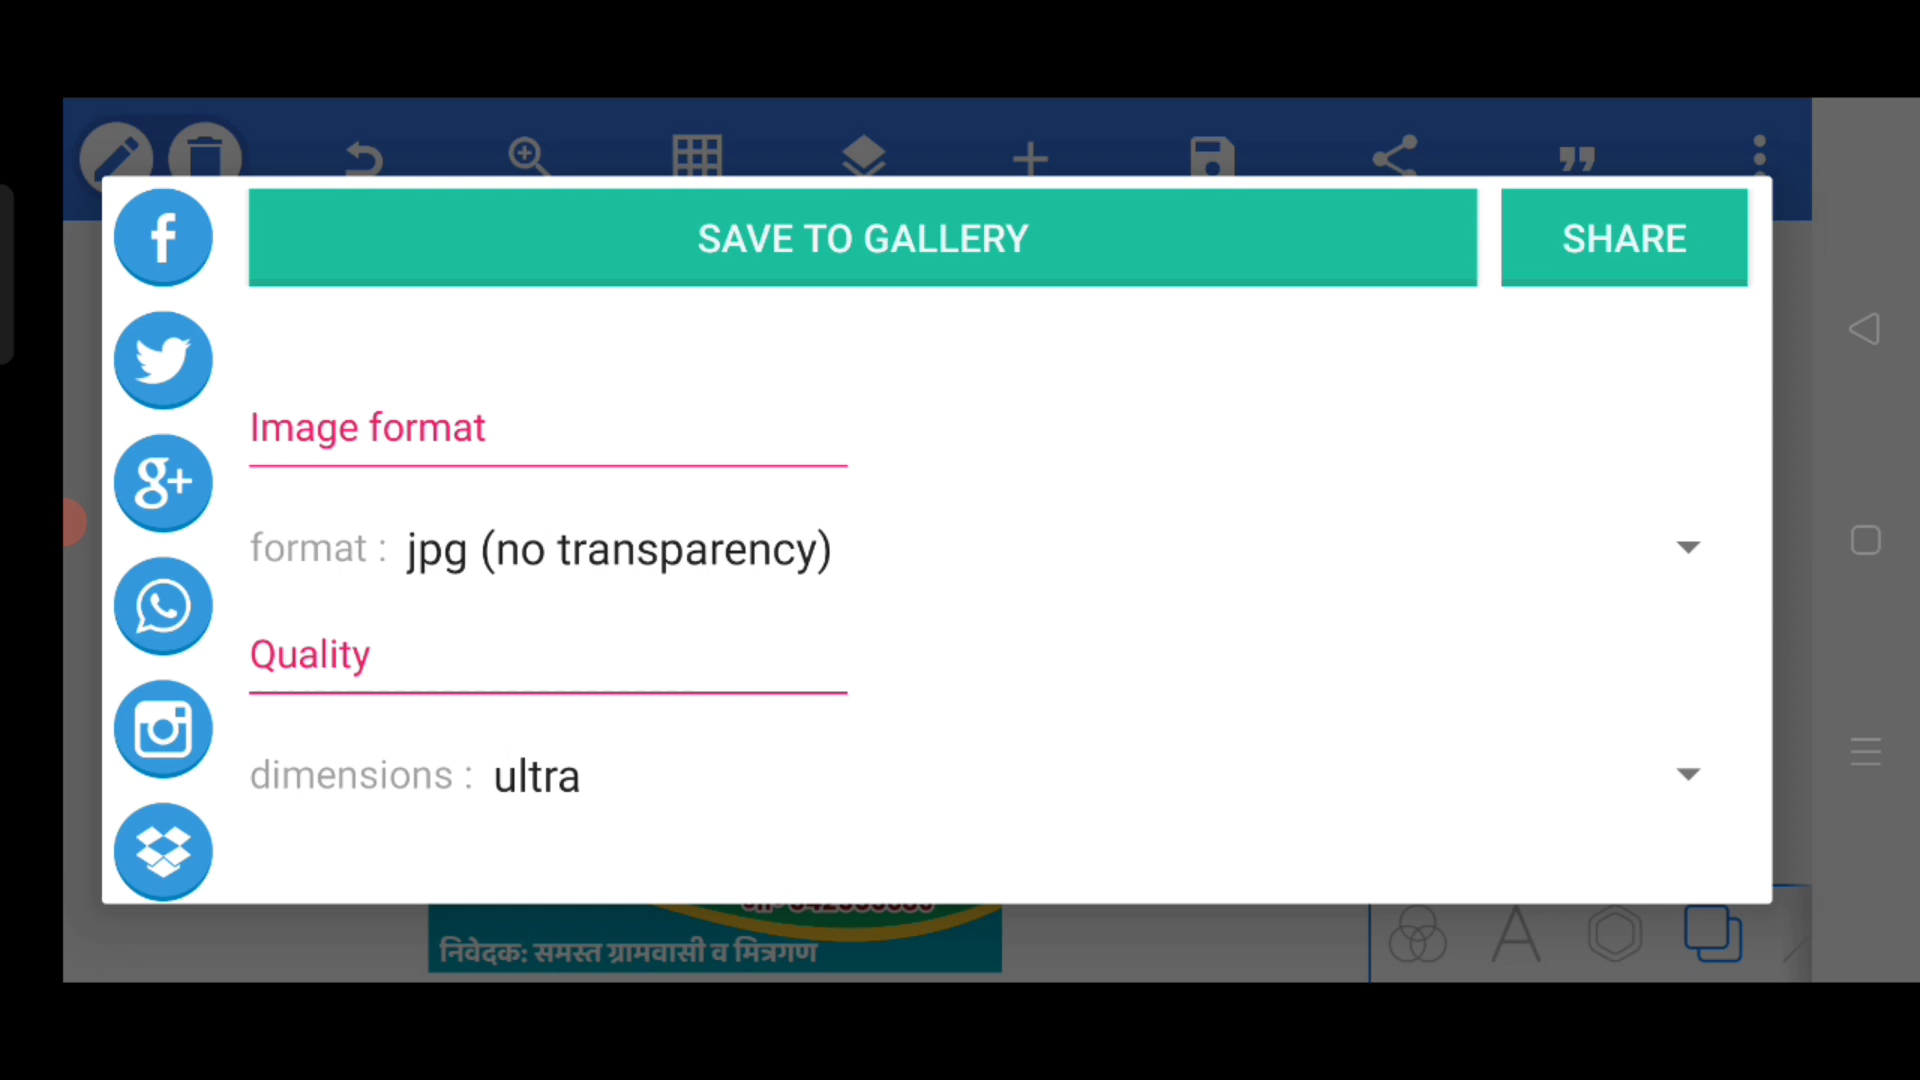 SAVE TO GALLERY
SHARE
Image format
format : jpg (no transparency)
Quality
dimensions : ultra
निवेदक: समस्त ग्रामवासी व मित्रगण